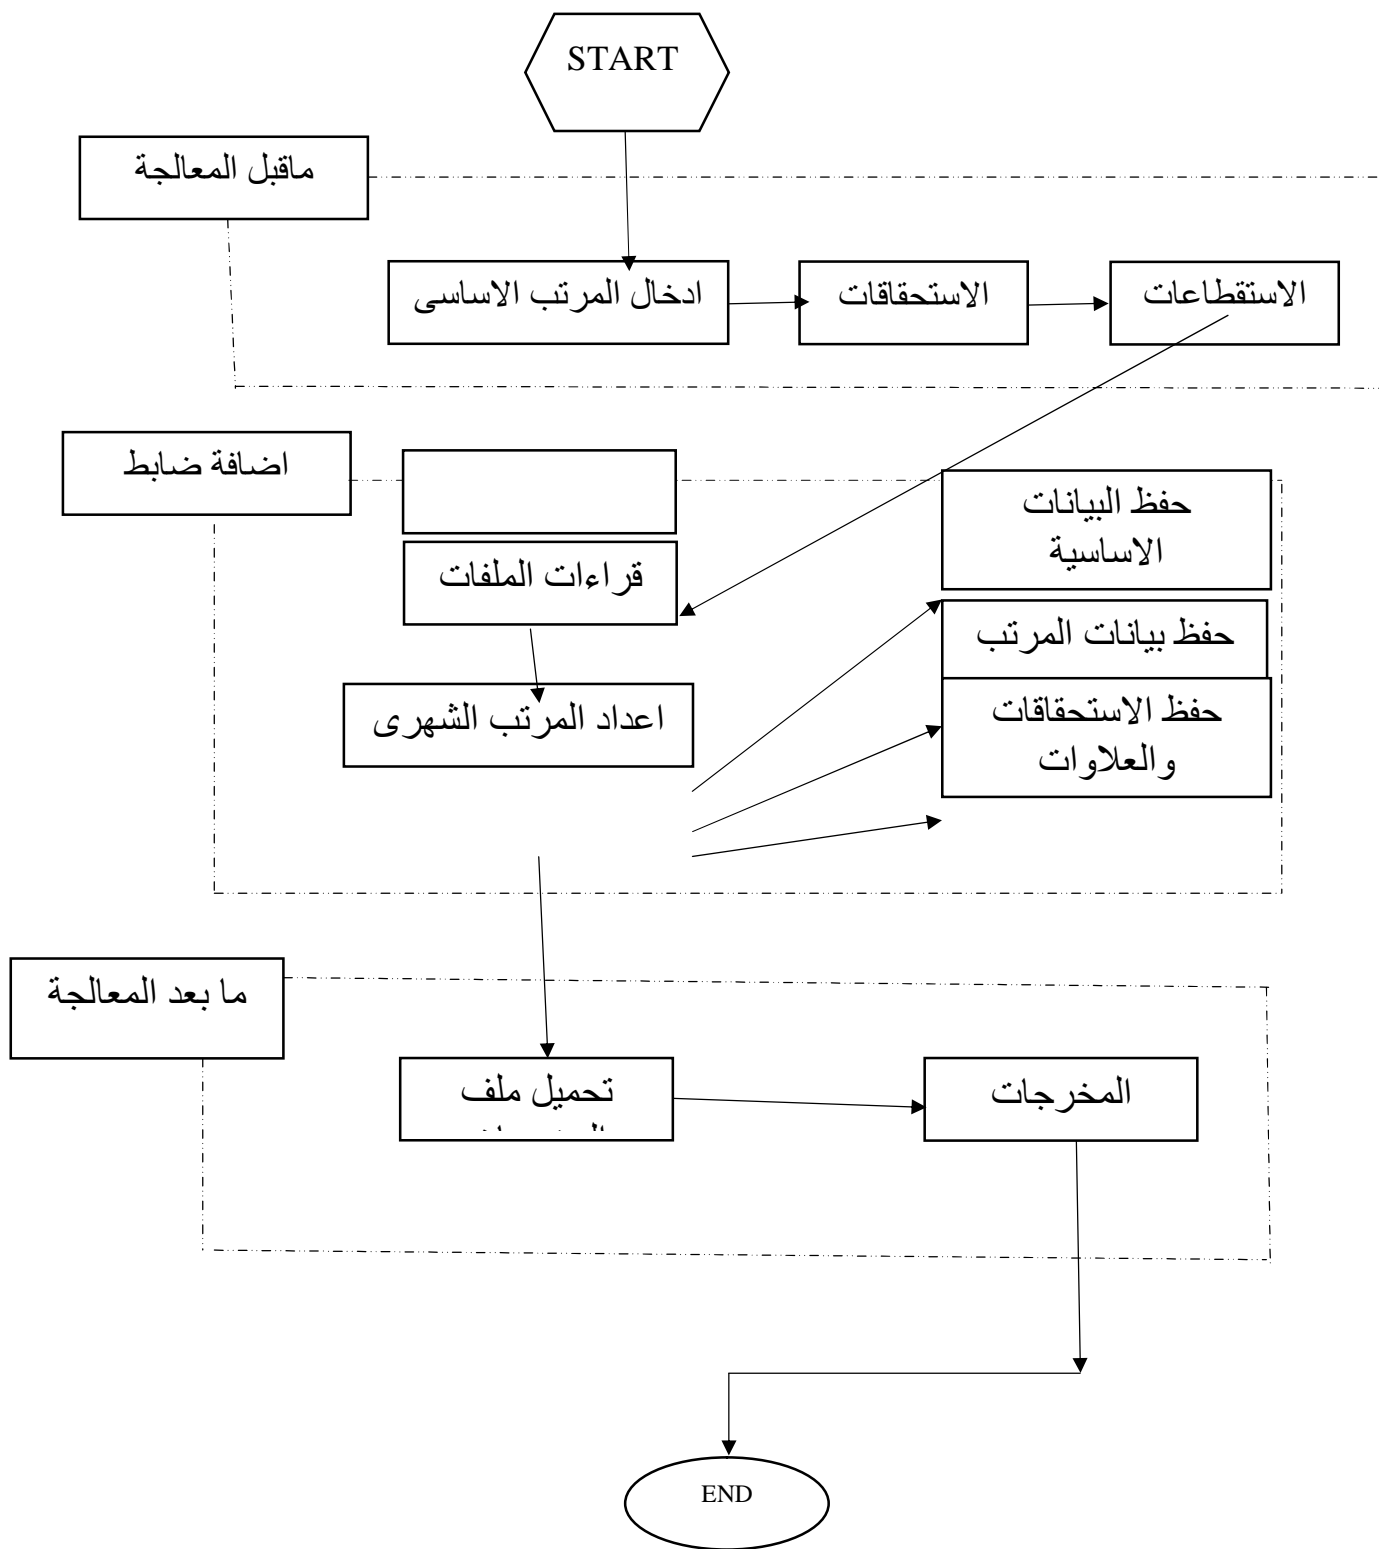 START
ماقبل المعالجة
ادخال المرتب الاساسى
الاستحقاقات
الاستقطاعات
اضافة ضابط
حفظ البيانات
الاساسية
قراءات الملفات
حفظ بيانات المرتب
اعداد المرتب الشهرى
حفظ الاستحقاقات
والعلاوات
ما بعد المعالجة
تحميل ملف
المخرجات
END